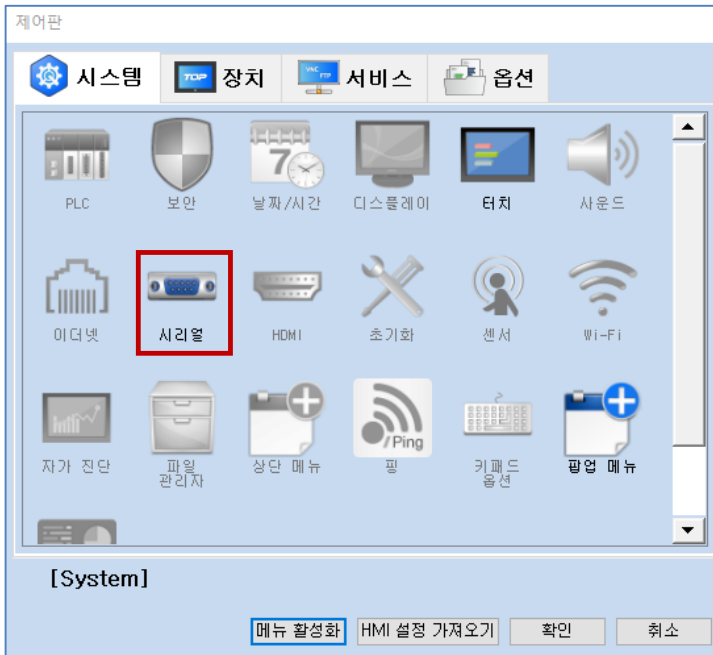 제어판
시스템
TOP
장치
VNC
FTP
서비스
옵션
7
PLC
보안
날짜/시간
디스플레이
터치
사운드
이더넷
시리얼
HDMI
초기화
센서
Wi-Fi
/Ping
자가 진단
파일
관리자
상단 메뉴
핑
키패드
옵션
팝업 메뉴
[System]
메뉴 활성화
HMI 설정 가져오기
확인
취소